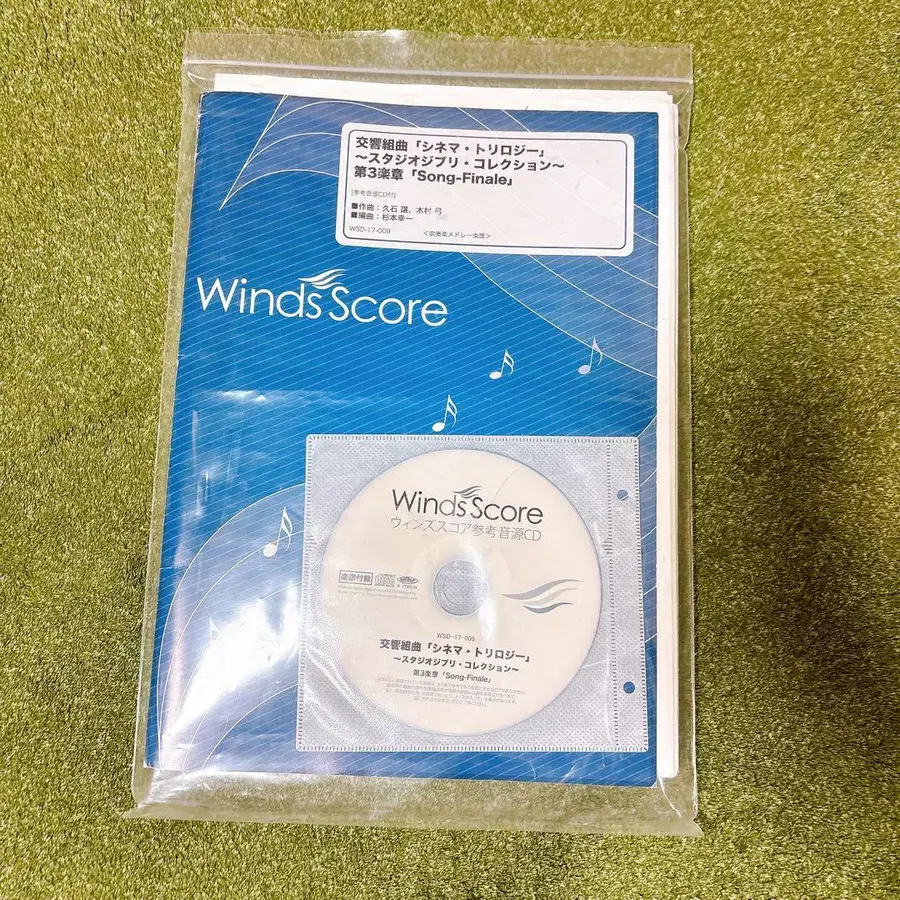 交響組曲「シネマ・トリロジー」
〜スタジオジブリ・コレクション〜
第3楽章「Song-Finale」
[参考音源CD付]
■作曲：久石 譲、木村 弓
■編曲：杉本幸一
WSD-17-009 <吹奏楽メドレー楽譜>
Winds Score
Winds Score
ウィンズスコア参考音源CD
楽譜付録
WSD-17-009
交響組曲「シネマ・トリロジー」
〜スタジオジブリ・コレクション〜
第3楽章「Song-Finale」